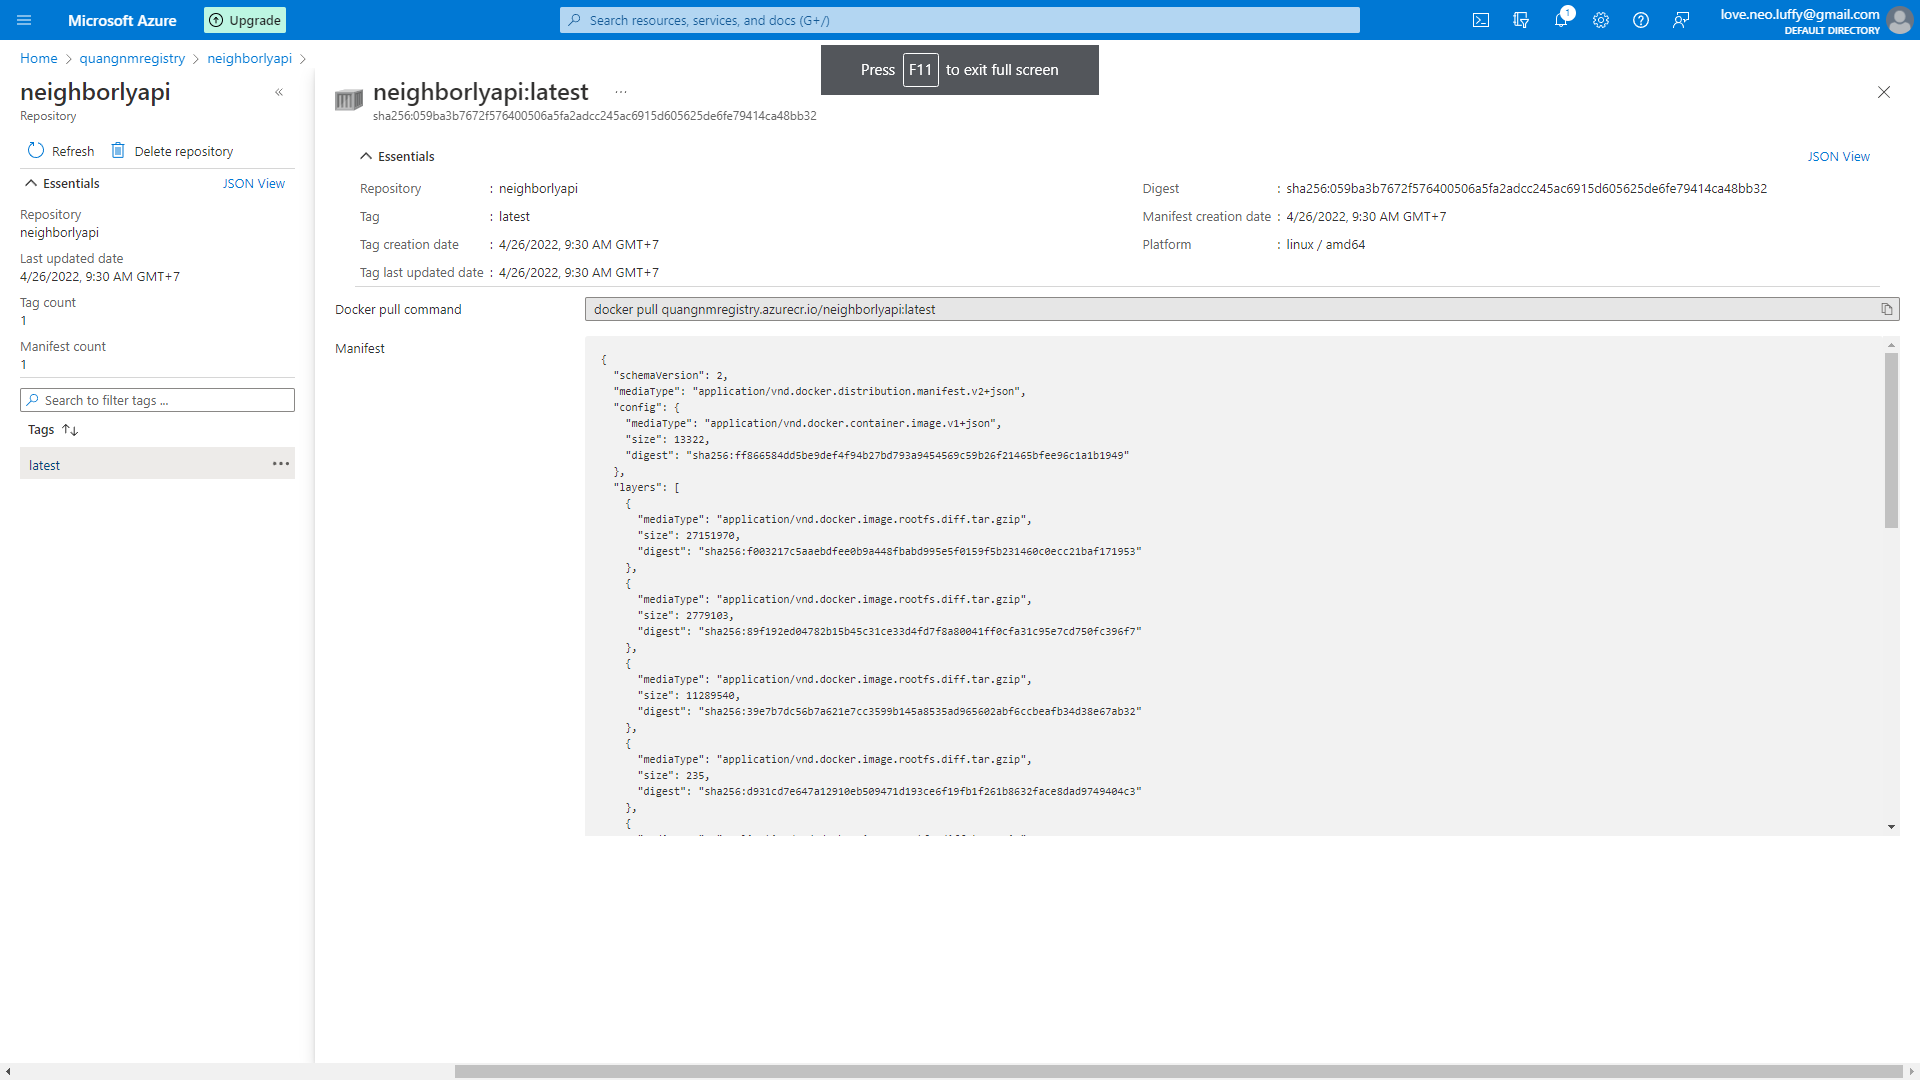 Microsoft Azure
Upgrade
Search resources, services, and docs (G+/)
1
love.neo.luffy@gmail.com
DEFAULT DIRECTORY
Home > quangnmregistry > neighborlyapi >
Press F11 to exit full screen
neighborlyapi «
Repository
Refresh Delete repository
Essentials JSON View
Repository
neighborlyapi
Last updated date
4/26/2022, 9:30 AM GMT+7
Tag count
1
Manifest count
1
Search to filter tags ...
Tags ↑↓
latest ...
neighborlyapi:latest ...
sha256:059ba3b7672f576400506a5fa2adcc245ac6915d605625de6fe79414ca48bb32
Essentials JSON View
Repository : neighborlyapi
Tag : latest
Tag creation date : 4/26/2022, 9:30 AM GMT+7
Tag last updated date : 4/26/2022, 9:30 AM GMT+7
Digest : sha256:059ba3b7672f576400506a5fa2adcc245ac6915d605625de6fe79414ca48bb32
Manifest creation date : 4/26/2022, 9:30 AM GMT+7
Platform : linux / amd64
Docker pull command docker pull quangnmregistry.azurecr.io/neighborlyapi:latest
Manifest
{
"schemaVersion": 2,
"mediaType": "application/vnd.docker.distribution.manifest.v2+json",
"config": {
"mediaType": "application/vnd.docker.container.image.v1+json",
"size": 13322,
"digest": "sha256:ff866584dd5be9def4f94b27bd793a9454569c59b26f21465bfee96c1a1b1949"
},
"layers": [
{
"mediaType": "application/vnd.docker.image.rootfs.diff.tar.gzip",
"size": 27151970,
"digest": "sha256:f003217c5aaebdfee0b9a448fbabd995e5f0159f5b231460c0ecc21baf171953"
},
{
"mediaType": "application/vnd.docker.image.rootfs.diff.tar.gzip",
"size": 2779103,
"digest": "sha256:89f192ed04782b15b45c31ce33d4fd7f8a80041ff0cfa31c95e7cd750fc396f7"
},
{
"mediaType": "application/vnd.docker.image.rootfs.diff.tar.gzip",
"size": 11289540,
"digest": "sha256:39e7b7dc56b7a621e7cc3599b145a8535ad965602abf6ccbeafb34d38e67ab32"
},
{
"mediaType": "application/vnd.docker.image.rootfs.diff.tar.gzip",
"size": 235,
"digest": "sha256:d931cd7e647a12910eb509471d193ce6f19fb1f261b8632face8dad9749404c3"
},
{